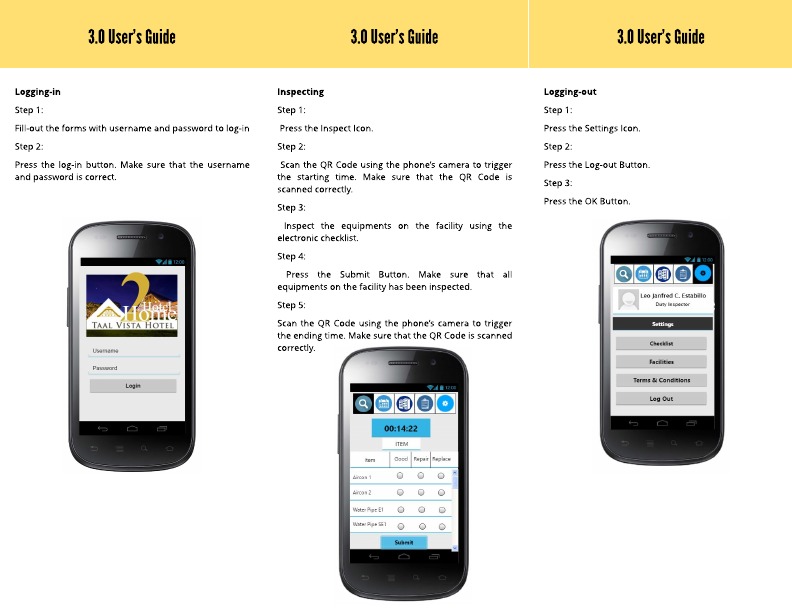 3.0 User's Guide
Logging-in
Step 1:
Fill-out the forms with username and password to log-in
Step 2:
Press the log-in button. Make sure that the username
and password is correct.
12:00
2
Hotel
Home
TAAL VISTA HOTEL
Username
Password
Login
3.0 User's Guide
Inspecting
Step 1:
Press the Inspect Icon.
Step 2:
Scan the QR Code using the phone's camera to trigger
the starting time. Make sure that the QR Code is
scanned correctly.
Step 3:
Inspect the equipments on the facility using the
electronic checklist.
Step 4:
Press the Submit Button. Make sure that all
equipments on the facility has been inspected.
Step 5:
Scan the QR Code using the phone's camera to trigger
the ending time. Make sure that the QR Code is scanned
correctly.
12:00
00:14:22
ITEM
Item Good Repair Replace
Aircon 1
Aircon 2
Water Pipe E1
Water Pipe SE1
Submit
3.0 User's Guide
Logging-out
Step 1:
Press the Settings Icon.
Step 2:
Press the Log-out Button.
Step 3:
Press the OK Button.
12:00
Leo Janfred C. Estabillo
Duty Inspector
Settings
Checklist
Facilities
Terms & Conditions
Log Out